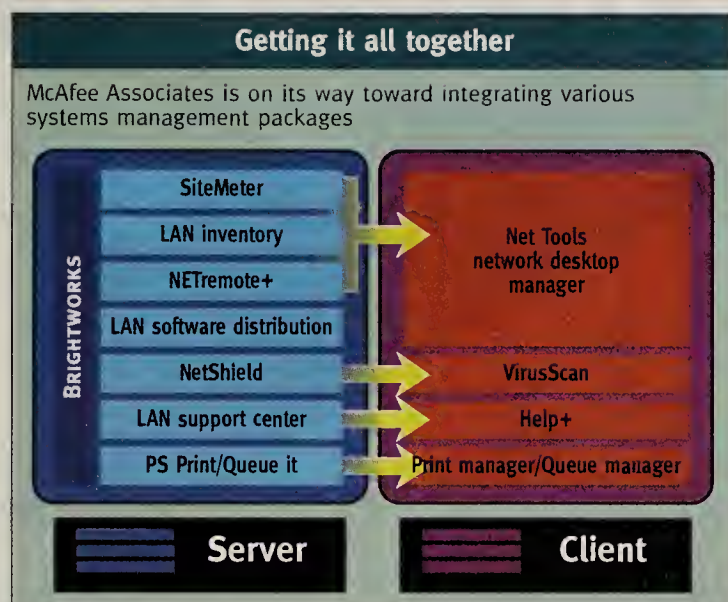 Getting it all together
McAfee Associates is on its way toward integrating various
systems management packages
BRIGHTWORKS
SiteMeter
LAN inventory
NETremote+
LAN software distribution
NetShield
LAN support center
PS Print/Queue it
Net Tools
network desktop
manager
VirusScan
Help+
Print manager/Queue manager
Server
Client